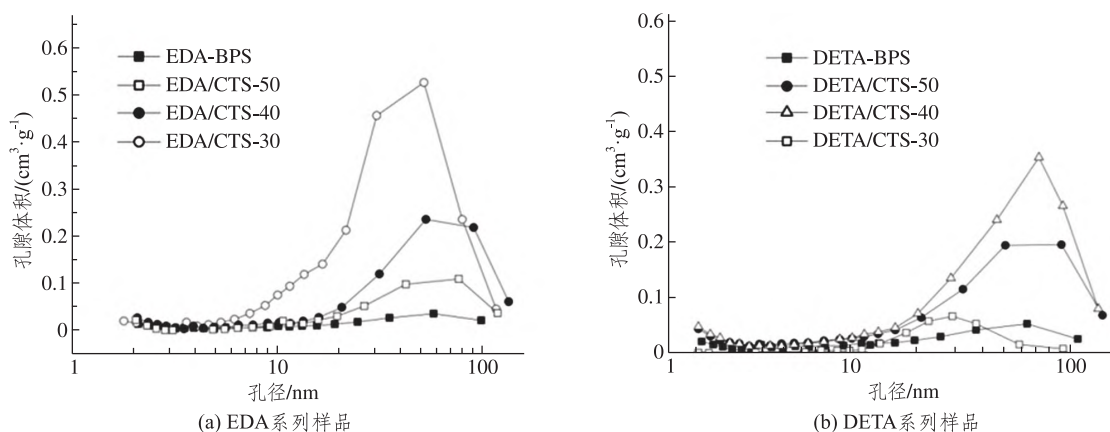 0.6
0.5
0.4
0.3
0.2
0.1
0
孔隙体积/(cm³·g⁻¹)
EDA-BPS
EDA/CTS-50
EDA/CTS-40
EDA/CTS-30
1
10
100
孔径/nm
(a) EDA系列样品
0.6
0.5
0.4
0.3
0.2
0.1
0
孔隙体积/(cm³·g⁻¹)
DETA-BPS
DETA/CTS-50
DETA/CTS-40
DETA/CTS-30
1
10
100
孔径/nm
(b) DETA系列样品